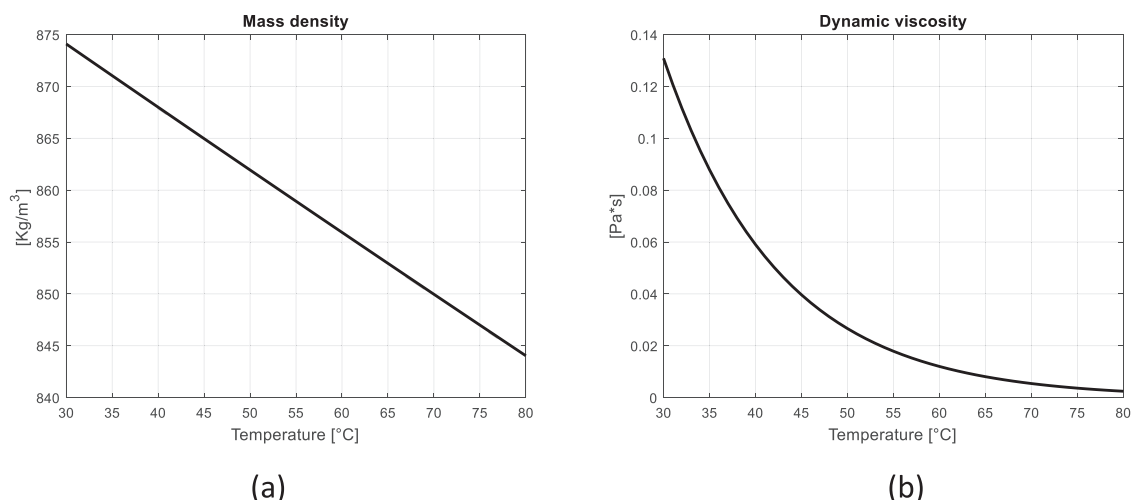 Mass density
875
870
865
860
855
850
845
840
[Kg/m³]
30 35 40 45 50 55 60 65 70 75 80
Temperature [°C]
(a)
Dynamic viscosity
0.14
0.12
0.1
0.08
0.06
0.04
0.02
0
[Pa*s]
30 35 40 45 50 55 60 65 70 75 80
Temperature [°C]
(b)